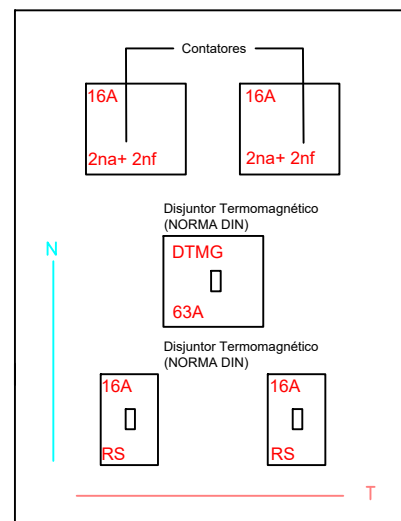 Contatores
16A
16A
2na+ 2nf
2na+ 2nf
Disjuntor Termomagnético
(NORMA DIN)
N
DTMG
63A
Disjuntor Termomagnético
(NORMA DIN)
16A
16A
RS
RS
T